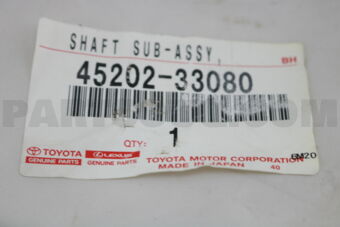 SHAFT SUB-ASSY,
BH
45202-33080
QTY: 1
TOYOTA
GENUINE PARTS
LEXUS
GENUINE PARTS
TOYOTA MOTOR CORPORATION
MADE IN JAPAN
40